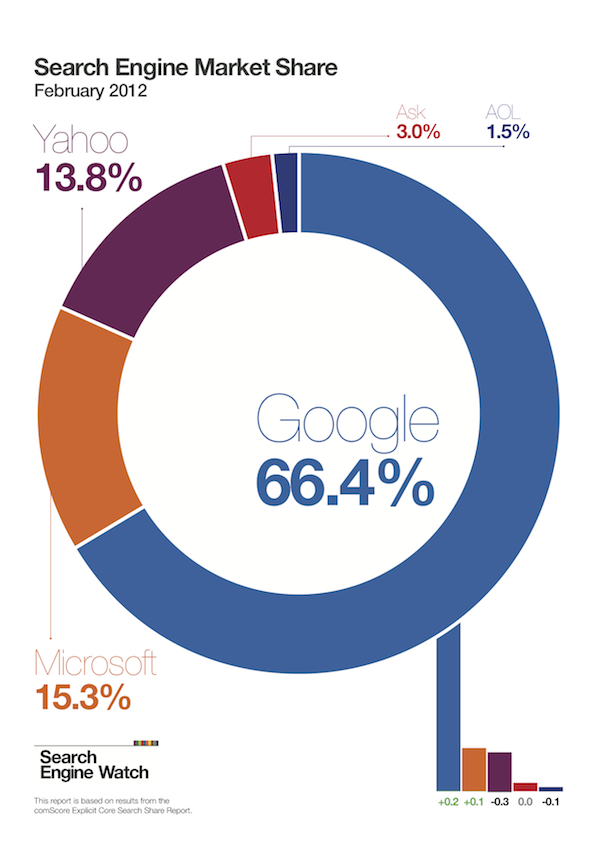 Search Engine Market Share
February 2012
Yahoo
13.8%
Ask
3.0%
AOL
1.5%
Google
66.4%
Microsoft
15.3%
Search
Engine Watch
This report is based on results from the
comScore Explicit Core Search Share Report.
+0.2 +0.1 -0.3 0.0 -0.1